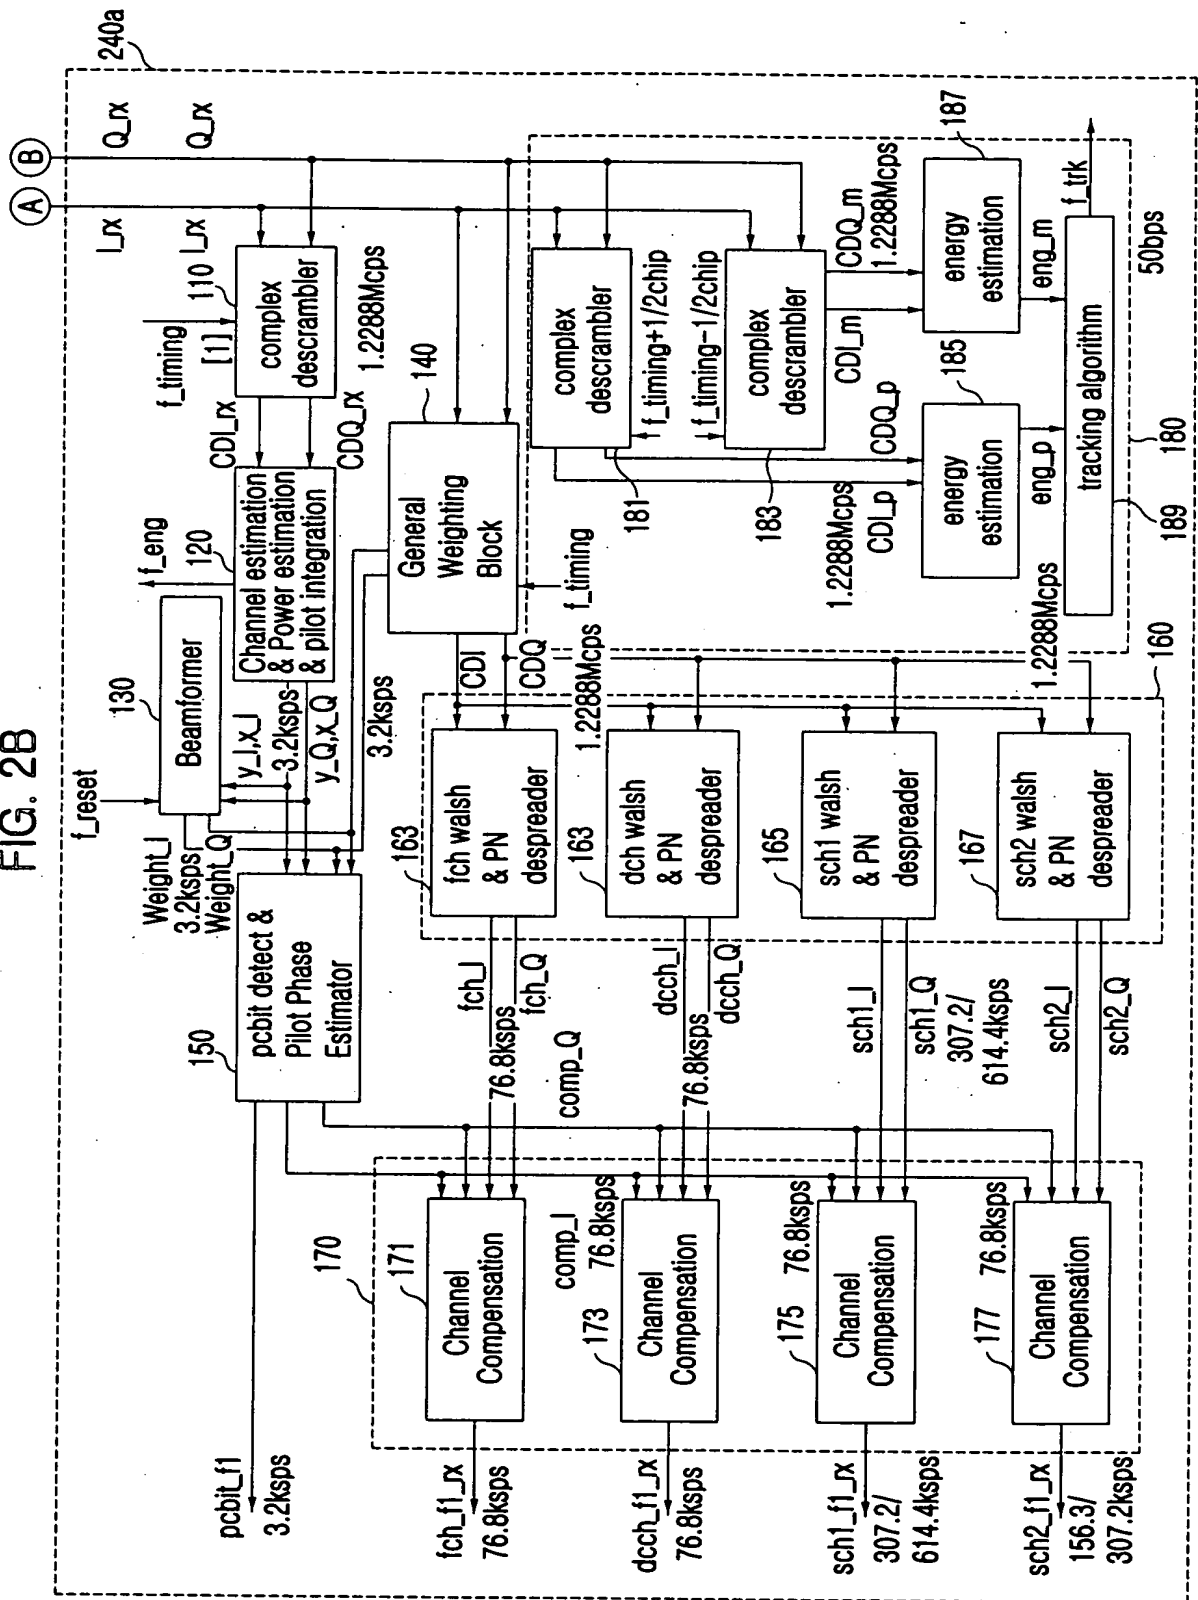 FIG. 2B
240a
A
B
I_rx
Q_rx
I_rx
Q_rx
f_timing
[1]
110
complex
descrambler
1.2288Mcps
CDI_rx
CDQ_rx
f_eng
120
Channel estimation
& Power estimation
& pilot integration
y_I,x_I
3.2ksps
y_Q,x_Q
f_reset
130
Beamformer
Weight_I
3.2ksps
Weight_Q
3.2ksps
150
pcbit detect &
Pilot Phase
Estimator
pcbit_f1
3.2ksps
140
General
Weighting
Block
f_timing
CDI
CDQ
1.2288Mcps
1.2288Mcps
160
163
fch walsh
& PN
despreader
163
dch walsh
& PN
despreader
165
sch1 walsh
& PN
despreader
167
sch2 walsh
& PN
despreader
fch_I
76.8ksps
fch_Q
dcch_I
76.8ksps
dcch_Q
sch1_I
sch1_Q
307.2/
614.4ksps
sch2_I
sch2_Q
comp_Q
comp_I
76.8ksps
76.8ksps
76.8ksps
170
171
Channel
Compensation
173
Channel
Compensation
175
Channel
Compensation
177
Channel
Compensation
fch_f1_rx
76.8ksps
dcch_f1_rx
76.8ksps
sch1_f1_rx
307.2/
614.4ksps
sch2_f1_rx
156.3/
307.2ksps
complex
descrambler
181
f_timing+1/2chip
f_timing-1/2chip
complex
descrambler
183
CDI_m
CDQ_m
1.2288Mcps
1.2288Mcps
CDI_p
CDQ_p
185
energy
estimation
187
energy
estimation
eng_p
eng_m
tracking algorithm
189
180
f_trk
50bps